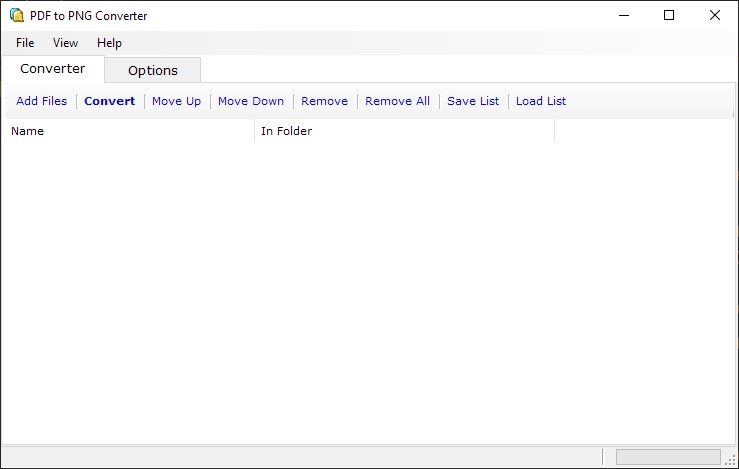 PDF to PNG Converter
File View Help
Converter Options
Add Files Convert Move Up Move Down Remove Remove All Save List Load List
Name In Folder